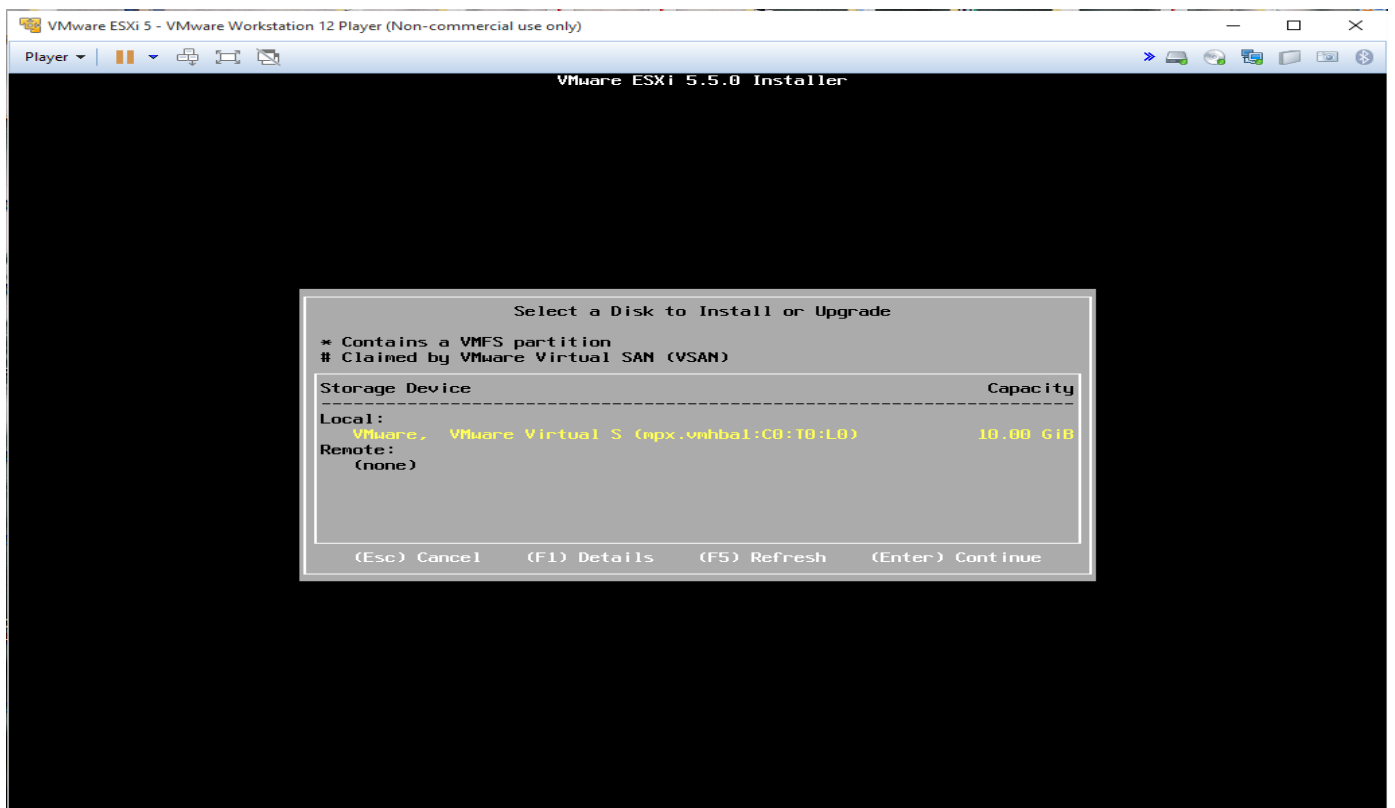 VMware ESXi 5 - VMware Workstation 12 Player (Non-commercial use only)
Player
VMware ESXi 5.5.0 Installer
Select a Disk to Install or Upgrade
* Contains a VMFS partition
# Claimed by VMware Virtual SAN (VSAN)
Storage Device Capacity
------------------------------------------------------------------------------
Local:
VMware, VMware Virtual S (mpx.vmhba1:C0:T0:L0) 10.00 GiB
Remote:
(none)
(Esc) Cancel (F1) Details (F5) Refresh (Enter) Continue